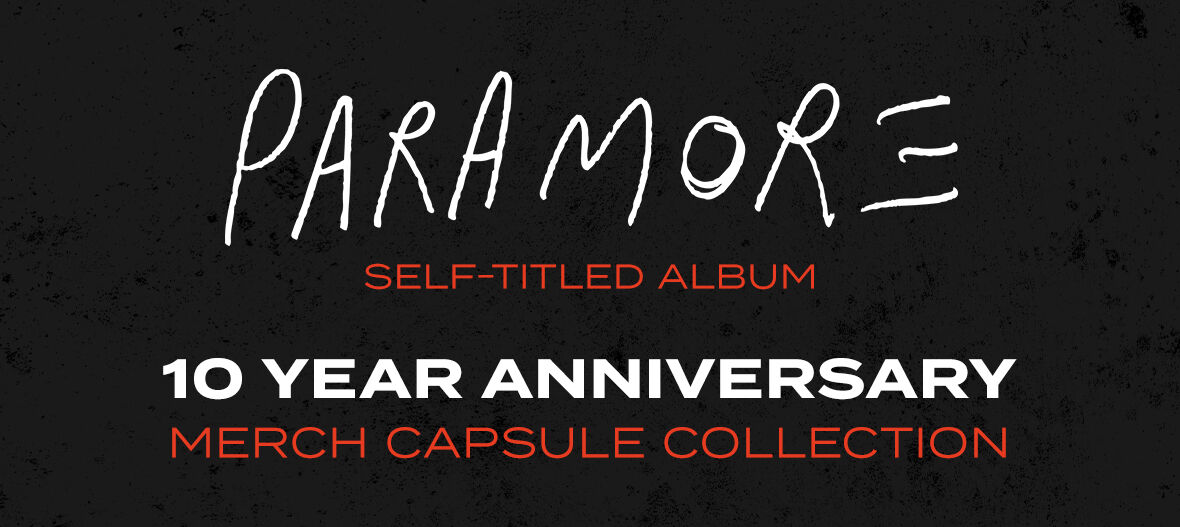 PARAMORE
SELF-TITLED ALBUM
10 YEAR ANNIVERSARY
MERCH CAPSULE COLLECTION